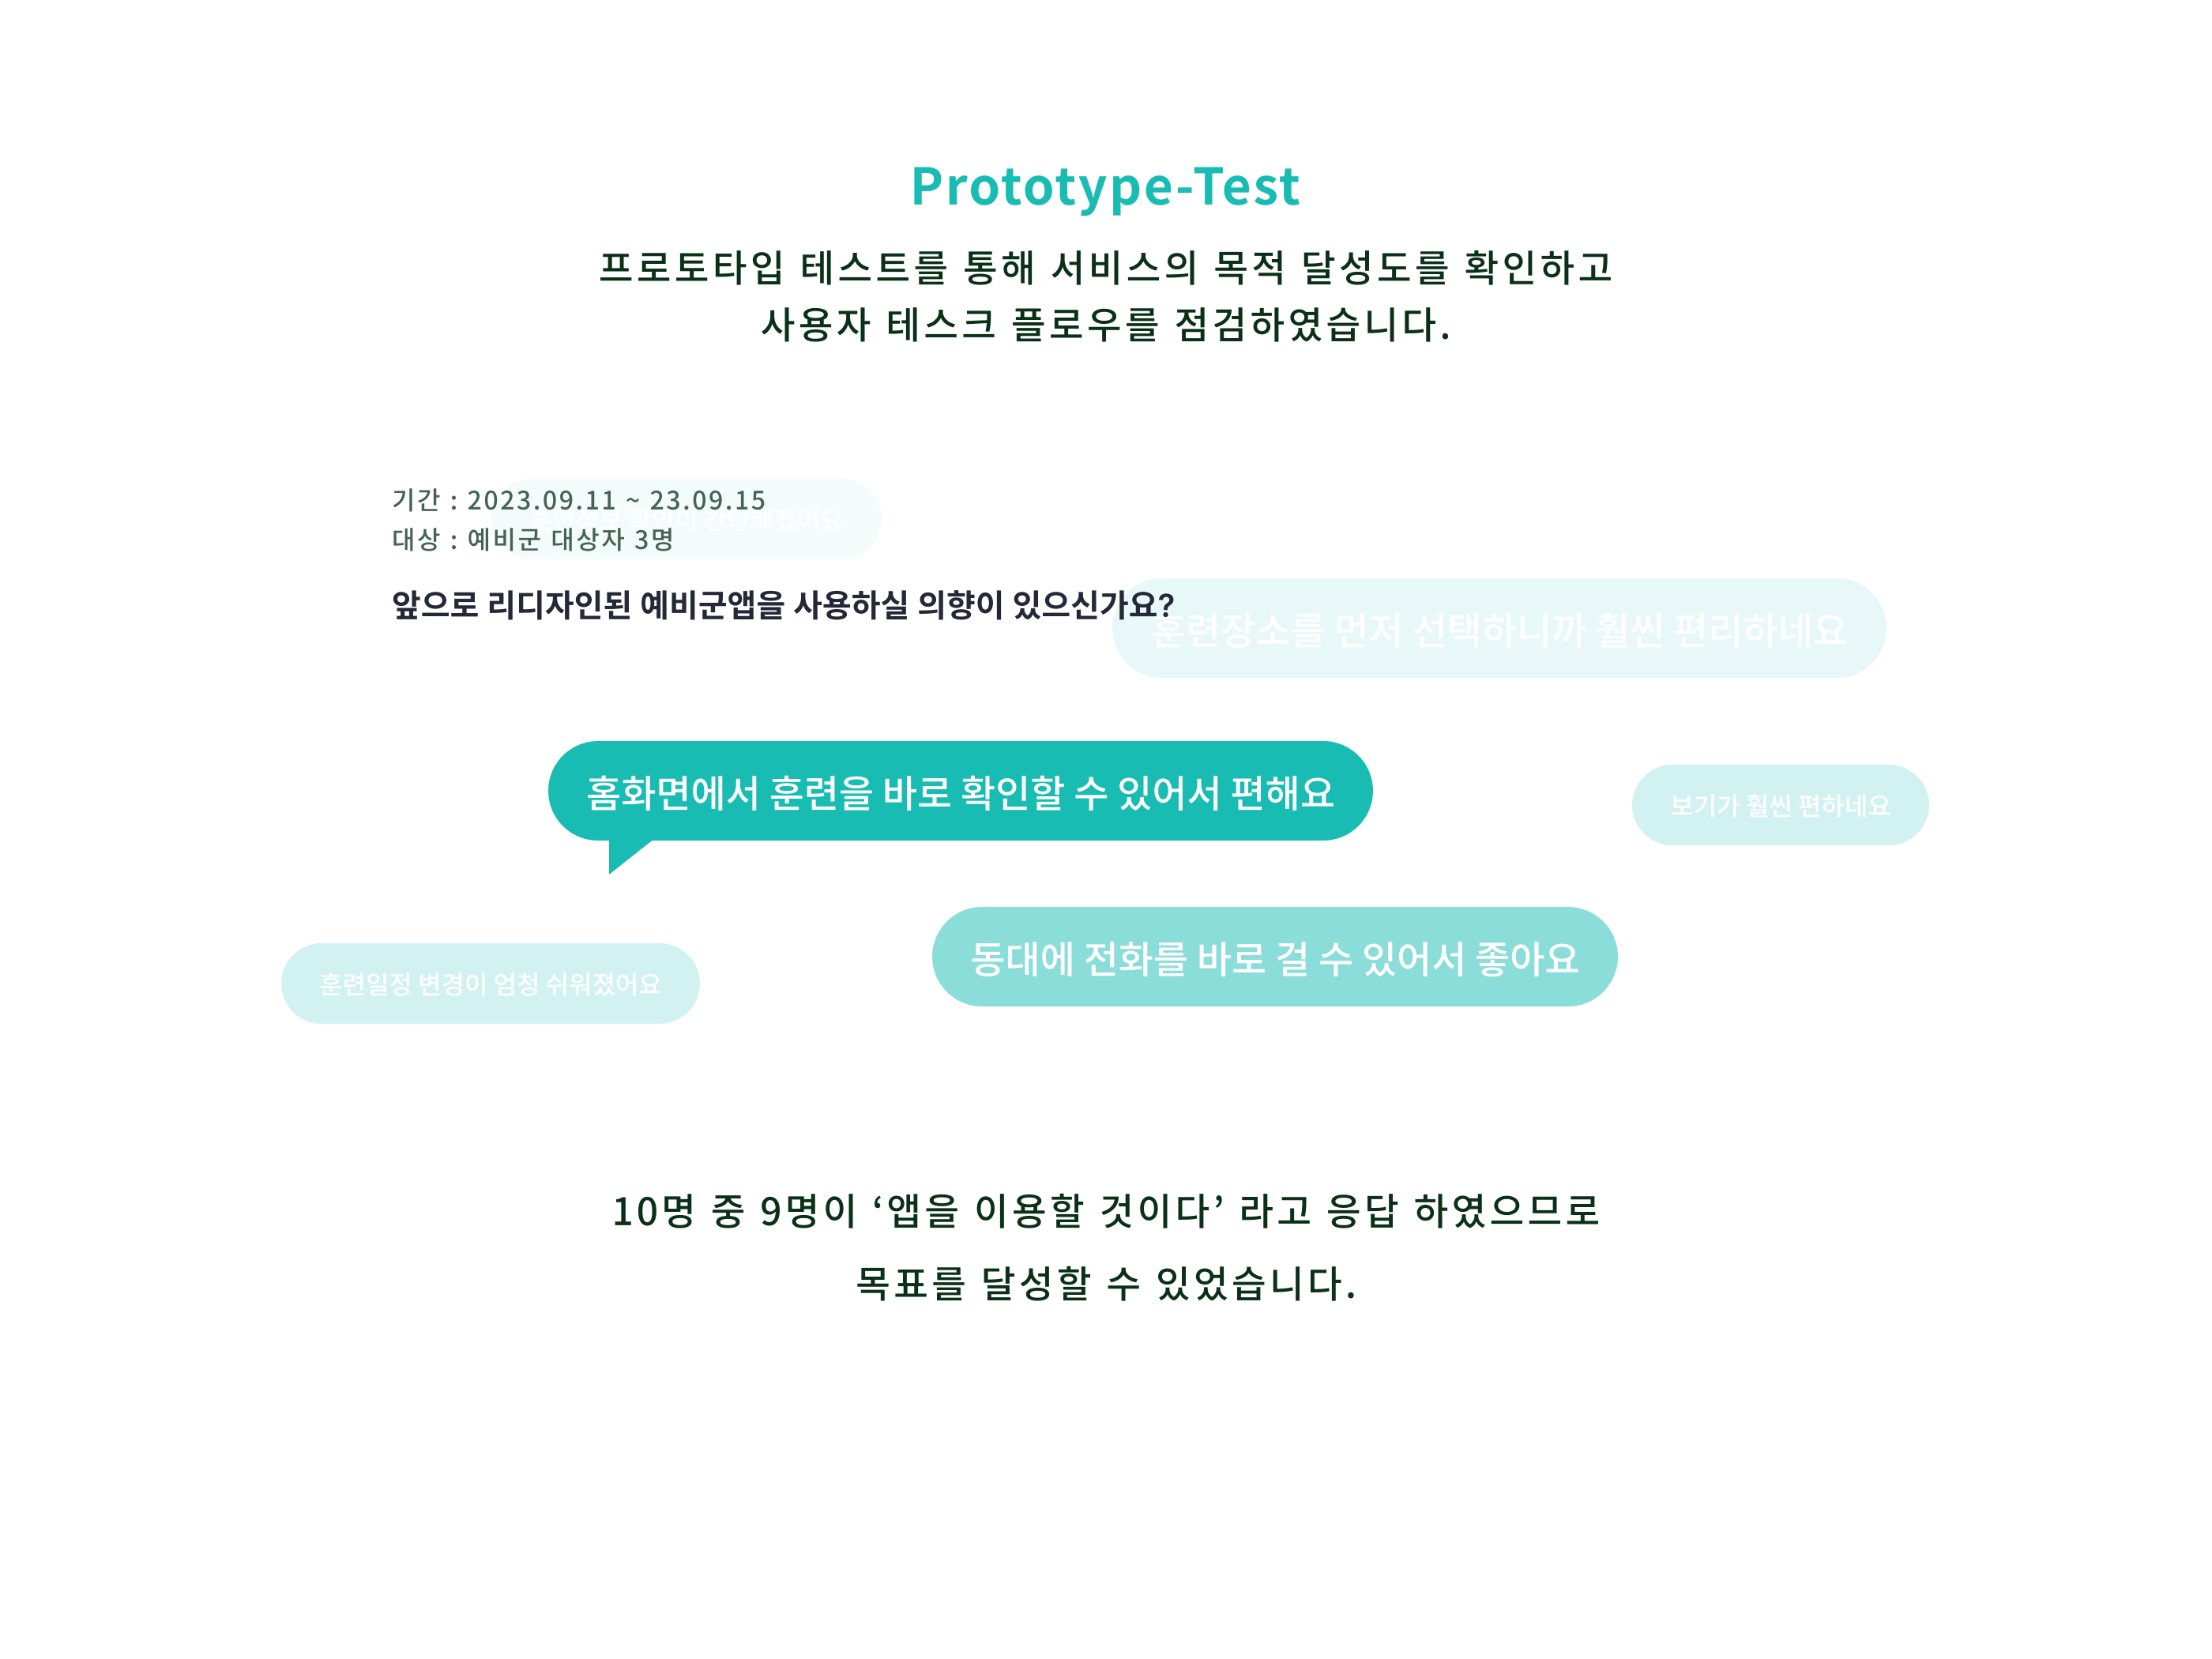 Prototype-Test
프로토타입 테스트를 통해 서비스의 목적 달성도를 확인하고
사용자 테스크 플로우를 점검하였습니다.
기간 : 2023.09.11 ~ 23.09.15
확인이 간단해졌어요
대상 : 예비군 대상자 3명
앞으로 리디자인된 예비군앱을 사용하실 의향이 있으신가요?
훈련장소를 먼저 선택하니까 훨씬 편리하네요
홈화면에서 훈련을 바로 확인할 수 있어서 편해요
보기가 훨씬 편하네요
동대에 전화를 바로 걸 수 있어서 좋아요
훈련일정 변경이 엄청 쉬워졌어요
10명 중 9명이 ‘앱을 이용할 것이다’ 라고 응답 하였으므로
목표를 달성할 수 있었습니다.